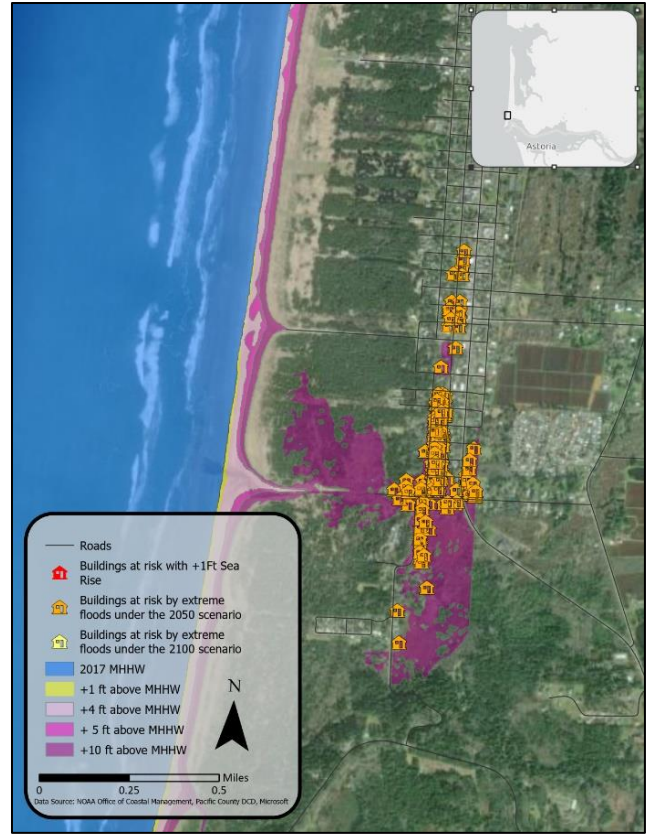 Astoria
Roads
Buildings at risk with +1Ft Sea
Rise
Buildings at risk by extreme
floods under the 2050 scenario
Buildings at risk by extreme
floods under the 2100 scenario
2017 MHHW
+1 ft above MHHW
+4 ft above MHHW
+ 5 ft above MHHW
+10 ft above MHHW
N
0 0.25 0.5 Miles
Data Source: NOAA Office of Coastal Management, Pacific County DCD, Microsoft